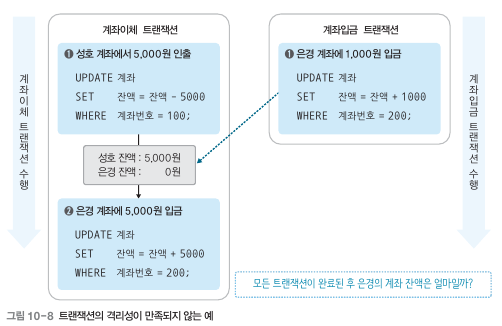 계좌이체 트랜잭션
❶ 성호 계좌에서 5,000원 인출
UPDATE 계좌
SET 잔액 = 잔액 - 5000
WHERE 계좌번호 = 100;
성호 잔액 : 5,000원
은경 잔액 : 0원
❷ 은경 계좌에 5,000원 입금
UPDATE 계좌
SET 잔액 = 잔액 + 5000
WHERE 계좌번호 = 200;
계좌이체 트랜잭션 수행
계좌입금 트랜잭션
❶ 은경 계좌에 1,000원 입금
UPDATE 계좌
SET 잔액 = 잔액 + 1000
WHERE 계좌번호 = 200;
계좌입금 트랜잭션 수행
모든 트랜잭션이 완료된 후 은경의 계좌 잔액은 얼마일까?
그림 10-8 트랜잭션의 격리성이 만족되지 않는 예